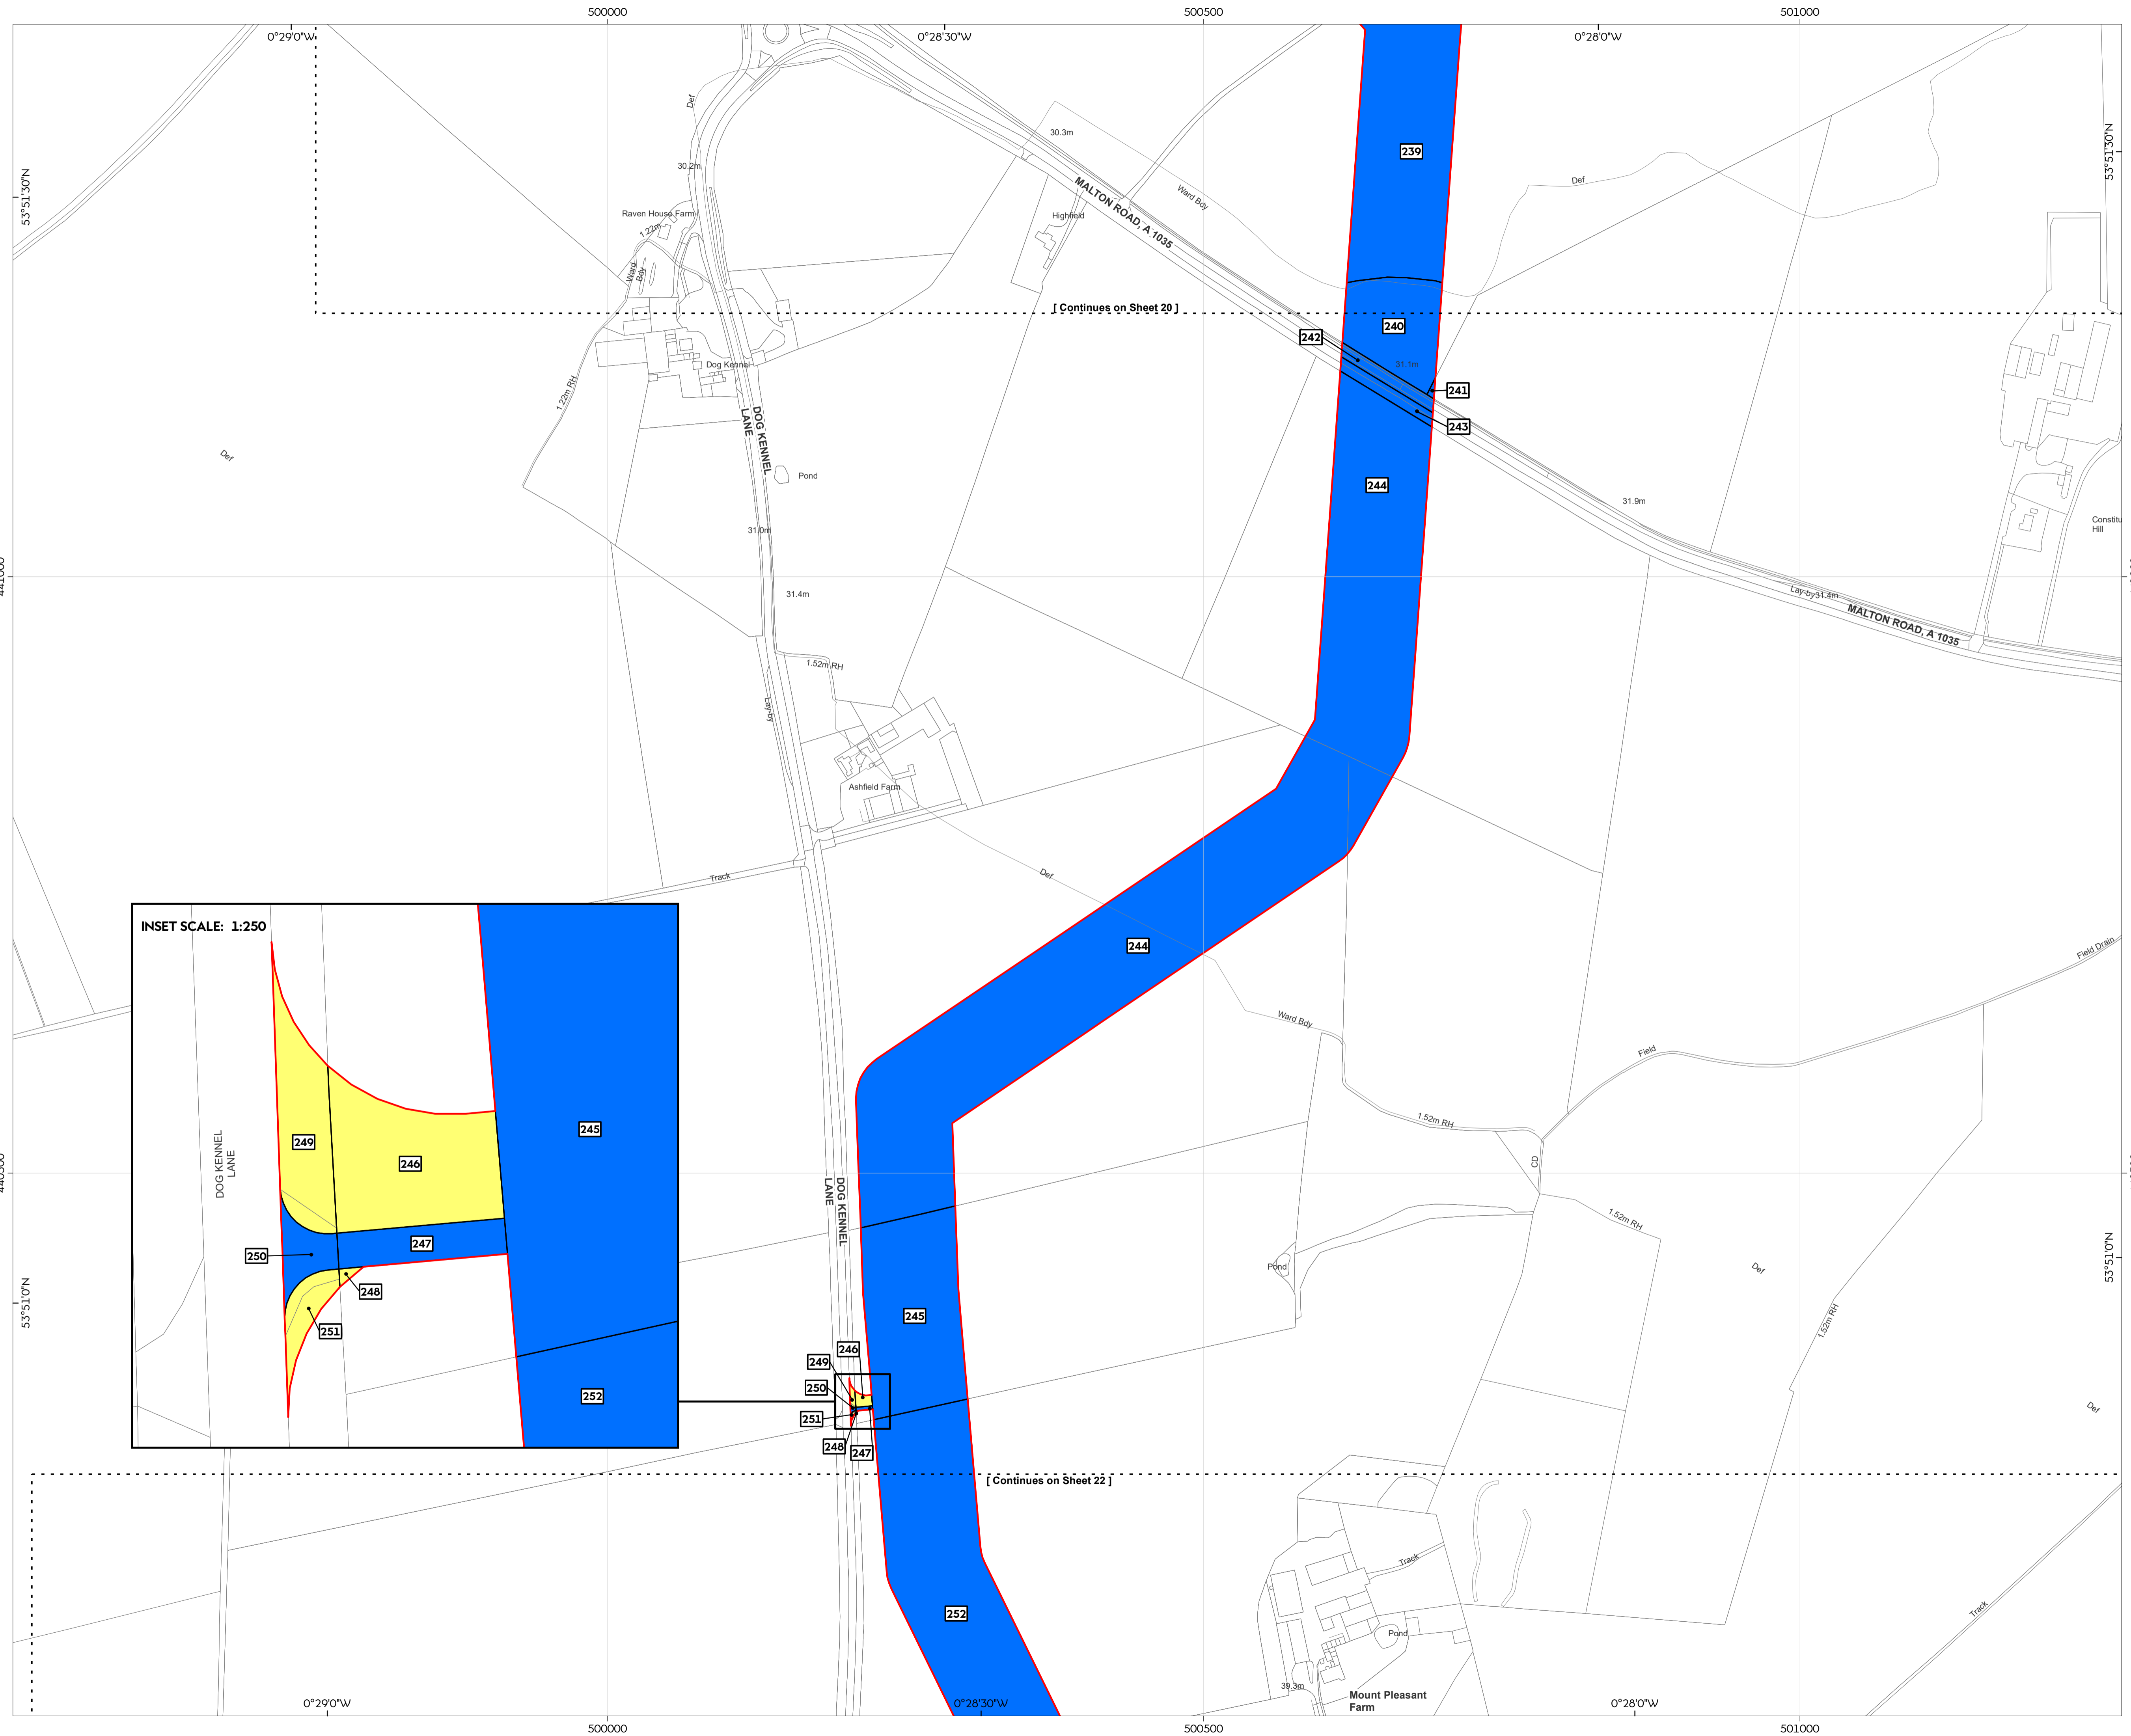 500000
500500
501000
0°29'0"W
0°28'30"W
0°28'0"W
53°51'30"N
53°51'30"N
Def
30.3m
30.2m
239
MALTON ROAD, A 1035
Ward Bdy
Def
Raven House Farm
1.22m
Highfield
Ward
Bdy
[ Continues on Sheet 20 ]
240
242
31.1m
Dog Kennel
241
1.22m RH
DOG KENNEL
LANE
243
Def
Pond
244
31.9m
31.0m
Constitu
Hill
31.4m
Lay-by
31.4m
MALTON ROAD, A 1035
1.52m RH
Lay-by
Ashfield Farm
Track
Def
244
Field Drain
INSET SCALE: 1:250
249
246
245
DOG KENNEL
LANE
250
247
248
251
252
Ward Bdy
Field
1.52m RH
CD
DOG KENNEL
LANE
1.52m RH
Pond
Def
53°51'0"N
53°51'0"N
245
1.52m RH
246
249
250
251
248
247
Def
[ Continues on Sheet 22 ]
Track
252
Track
Pond
39.3m
Mount Pleasant
Farm
0°29'0"W
0°28'30"W
0°28'0"W
500000
500500
501000